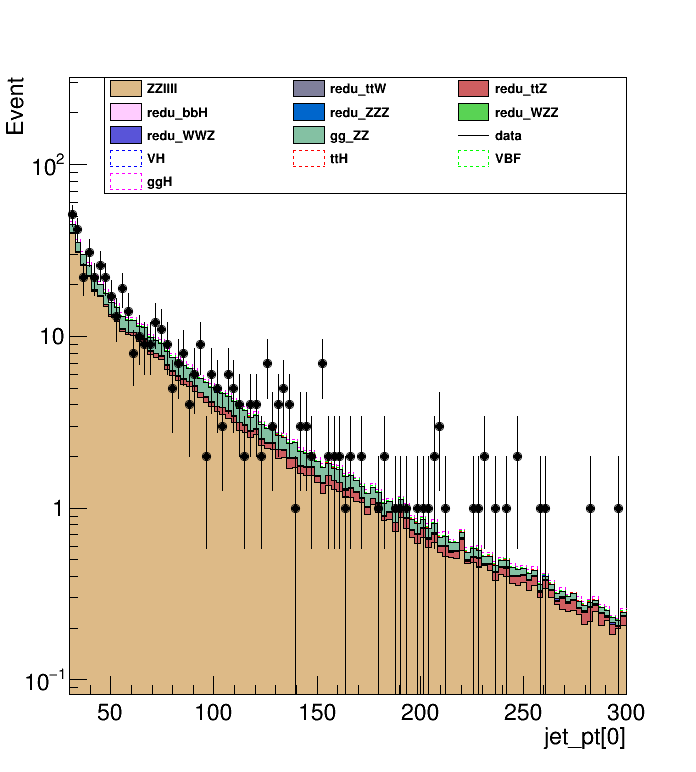 Event
ZZllll redu_ttW redu_ttZ
redu_bbH redu_ZZZ redu_WZZ
redu_WWZ gg_ZZ data
VH ttH VBF
ggH
10²
10
1
10⁻¹
50 100 150 200 250 300
jet_pt[0]